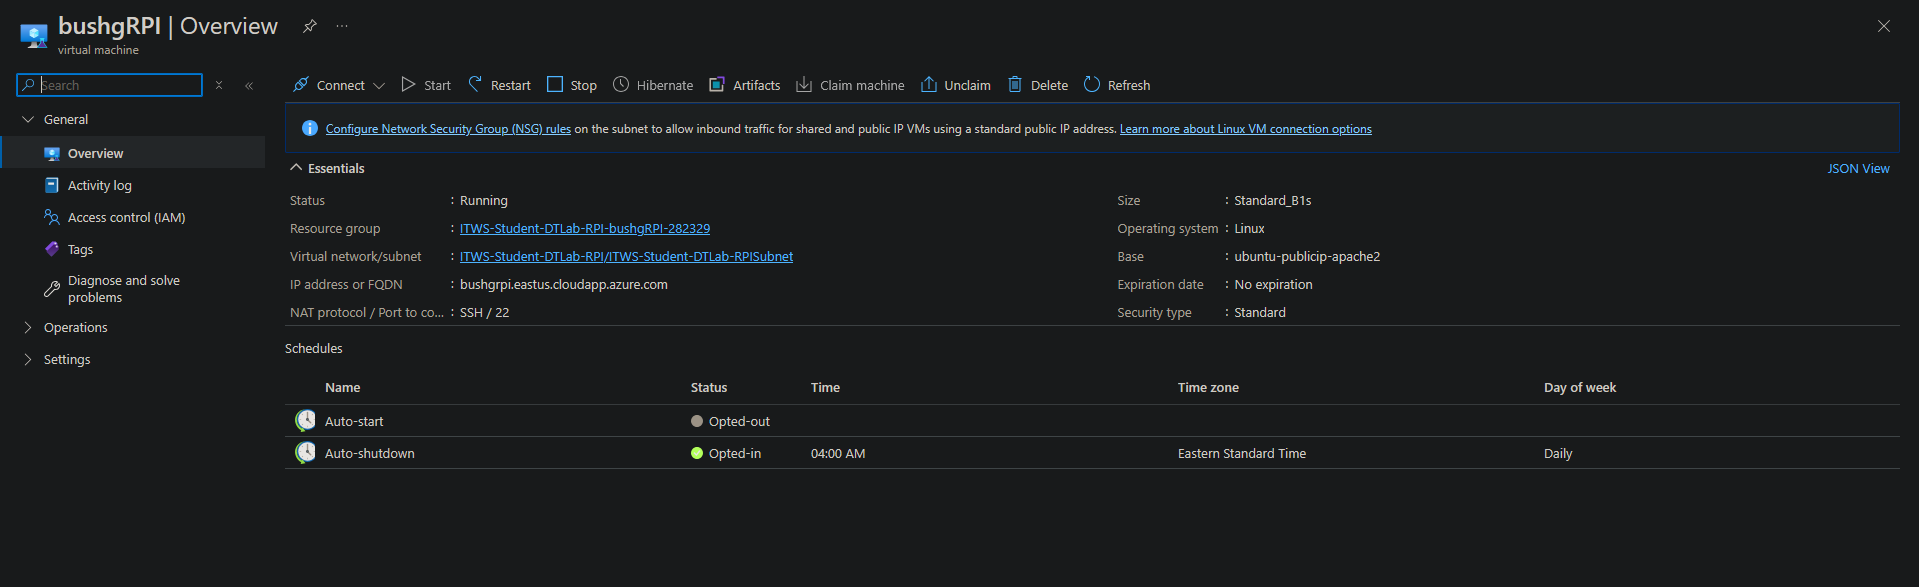 bushgRPI | Overview
virtual machine
Search
Connect Start Restart Stop Hibernate Artifacts Claim machine Unclaim Delete Refresh
General
Overview
Activity log
Access control (IAM)
Tags
Diagnose and solve
problems
Operations
Settings
Configure Network Security Group (NSG) rules on the subnet to allow inbound traffic for shared and public IP VMs using a standard public IP address. Learn more about Linux VM connection options
Essentials
JSON View
Status : Running
Resource group : ITWS-Student-DTLab-RPI-bushgRPI-282329
Virtual network/subnet : ITWS-Student-DTLab-RPI/ITWS-Student-DTLab-RPISubnet
IP address or FQDN : bushgrpi.eastus.cloudapp.azure.com
NAT protocol / Port to co... : SSH / 22
Size : Standard_B1s
Operating system : Linux
Base : ubuntu-publicip-apache2
Expiration date : No expiration
Security type : Standard
Schedules
Name Status Time Time zone Day of week
Auto-start Opted-out
Auto-shutdown Opted-in 04:00 AM Eastern Standard Time Daily